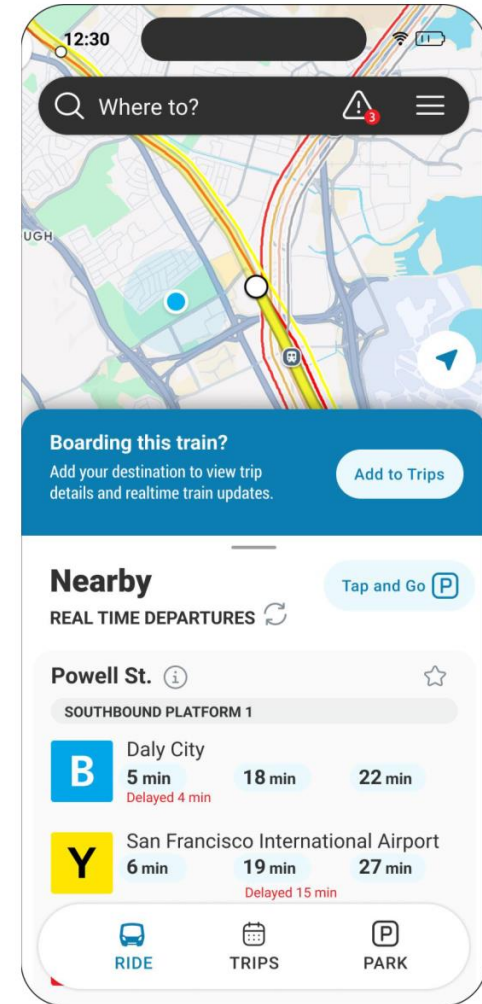 12:30
Where to?
3
UGH
Boarding this train?
Add your destination to view trip
details and realtime train updates.
Add to Trips
Nearby
Tap and Go P
REAL TIME DEPARTURES
Powell St. i
SOUTHBOUND PLATFORM 1
B
Daly City
5 min 18 min 22 min
Delayed 4 min
Y
San Francisco International Airport
6 min 19 min 27 min
Delayed 15 min
P
RIDE TRIPS PARK